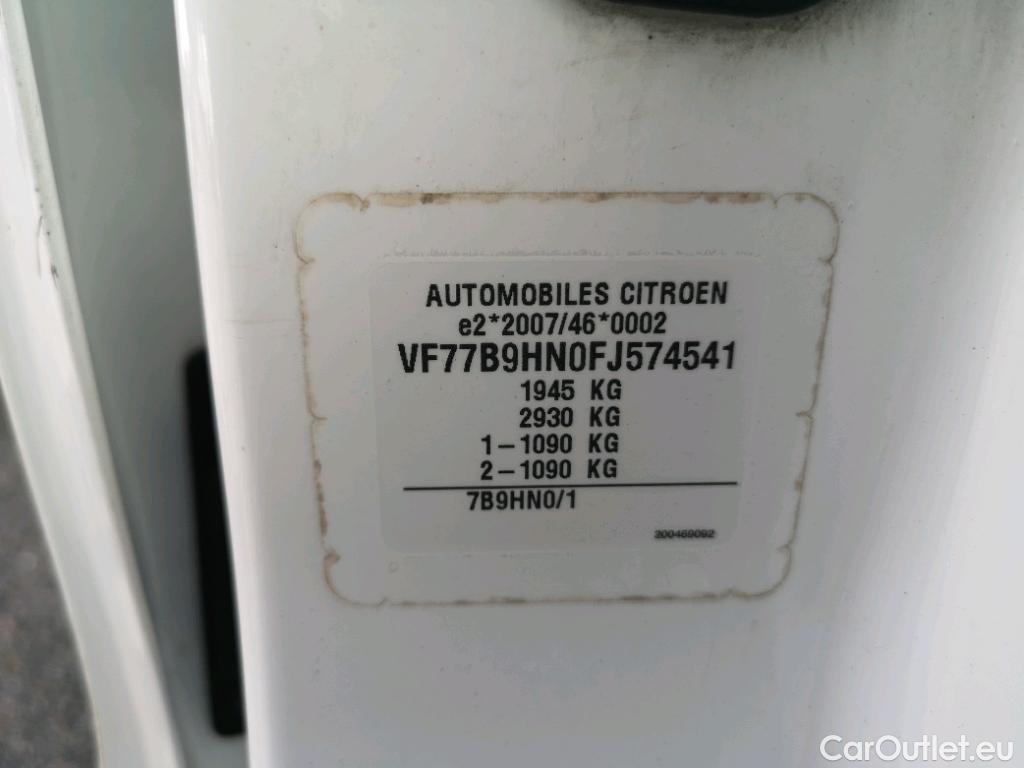 AUTOMOBILES CITROEN
e2*2007/46*0002
VF77B9HN0FJ574541
1945 KG
2930 KG
1-1090 KG
2-1090 KG
7B9HN0/1
200469092
CarOutlet.eu